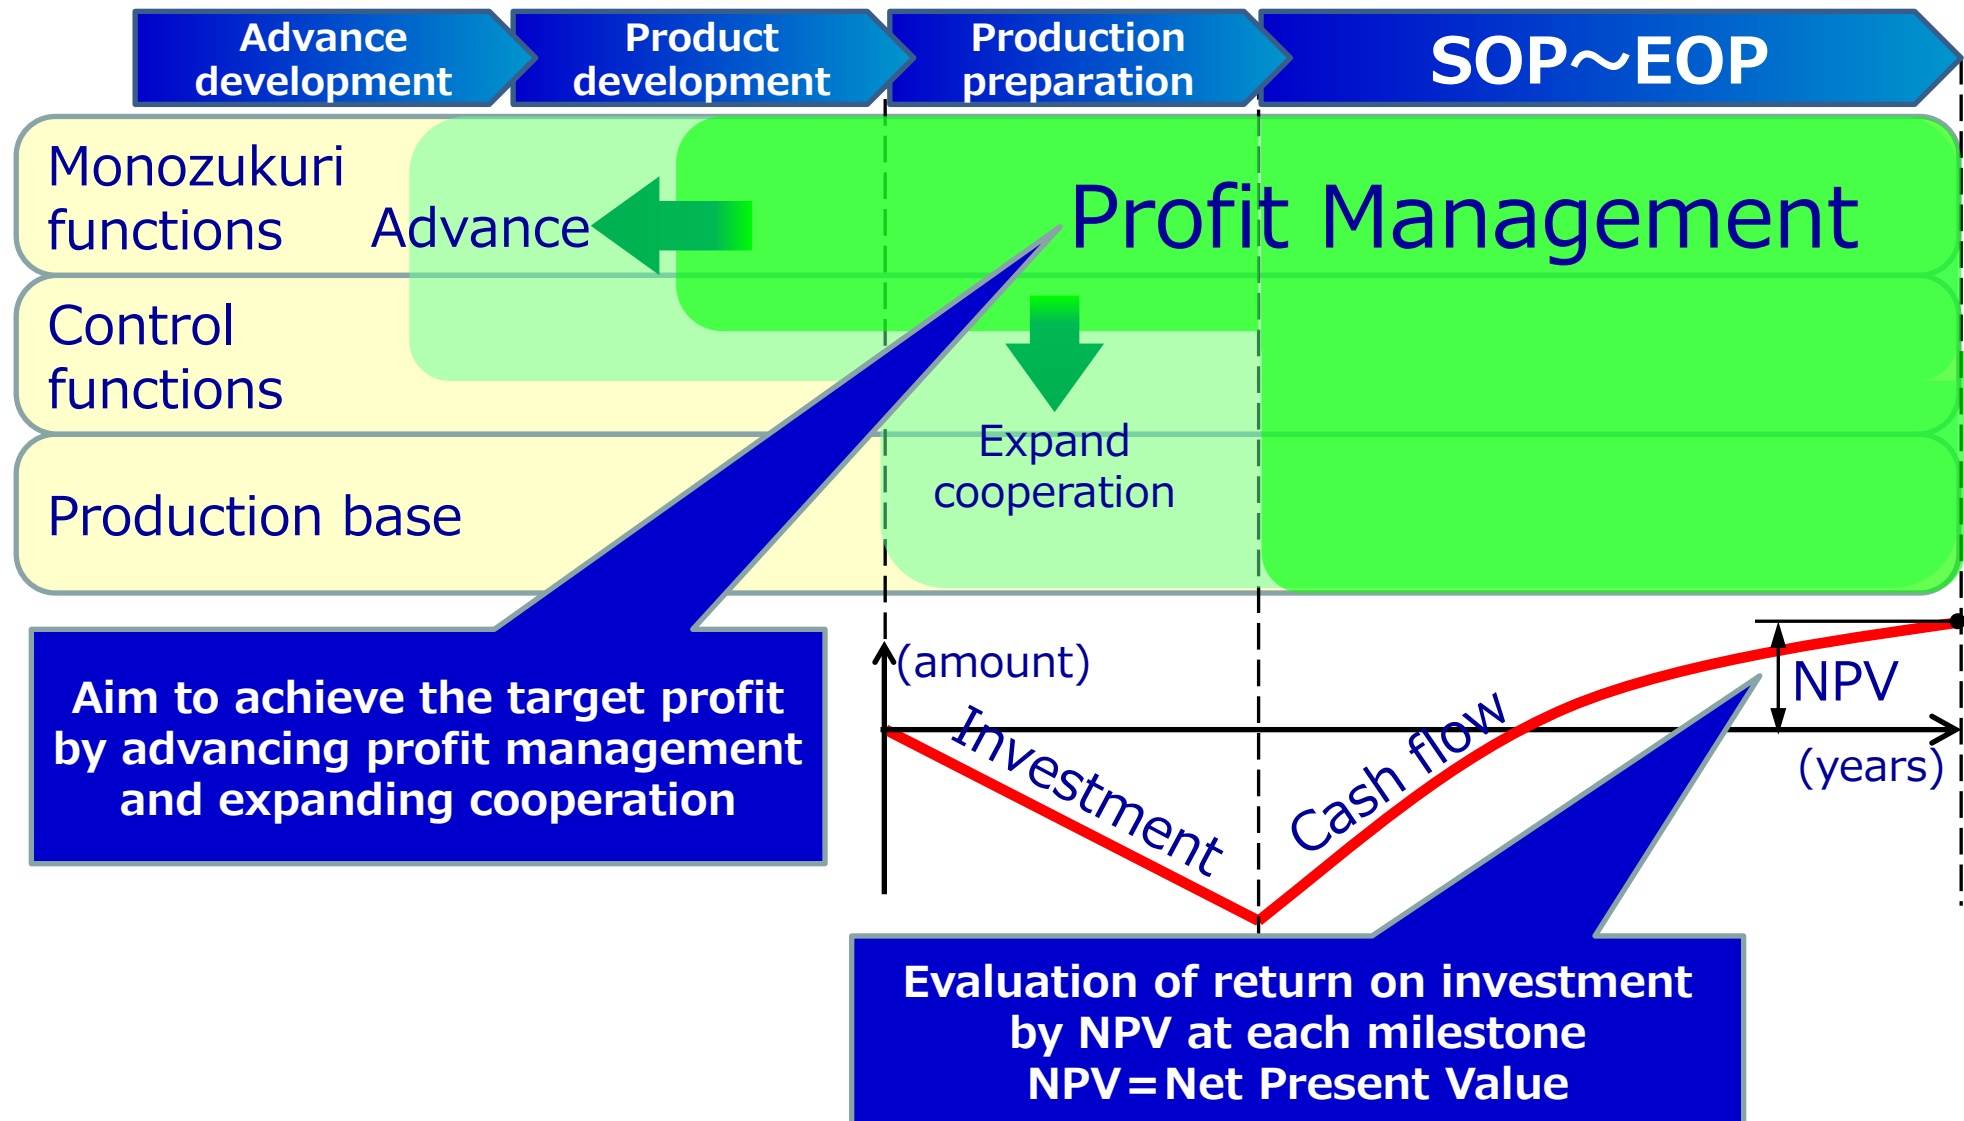 Advance
development
Product
development
Production
preparation
SOP～EOP
Monozukuri
functions
Advance
Profit Management
Control
functions
Expand
cooperation
Production base
Aim to achieve the target profit
by advancing profit management
and expanding cooperation
(amount)
Investment
Cash flow
NPV
(years)
Evaluation of return on investment
by NPV at each milestone
NPV＝Net Present Value